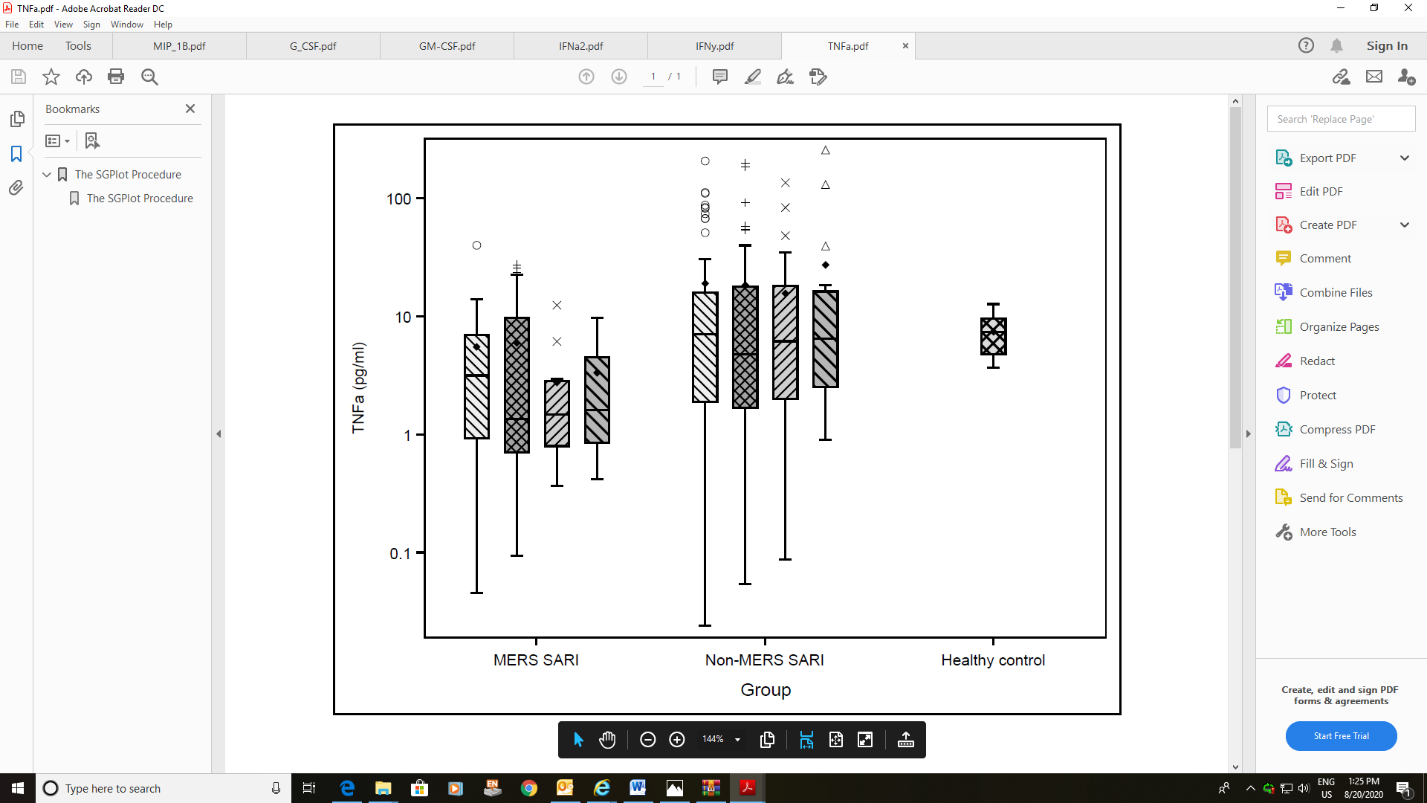 TNFa.pdf - Adobe Acrobat Reader DC
File Edit View Sign Window Help
Home Tools MIP_1B.pdf G_CSF.pdf GM-CSF.pdf IFNa2.pdf IFNy.pdf TNFa.pdf × Sign In
1 / 1
Bookmarks
The SGPlot Procedure
The SGPlot Procedure
100
10
1
0.1
TNFa (pg/ml)
MERS SARI Non-MERS SARI Healthy control
Group
144%
Search 'Replace Page'
Export PDF
Edit PDF
Create PDF
Comment
Combine Files
Organize Pages
Redact
Protect
Compress PDF
Fill & Sign
Send for Comments
More Tools
Create, edit and sign PDF
forms & agreements
Start Free Trial
Type here to search
EN
ENG
US
1:25 PM
8/20/2020
1